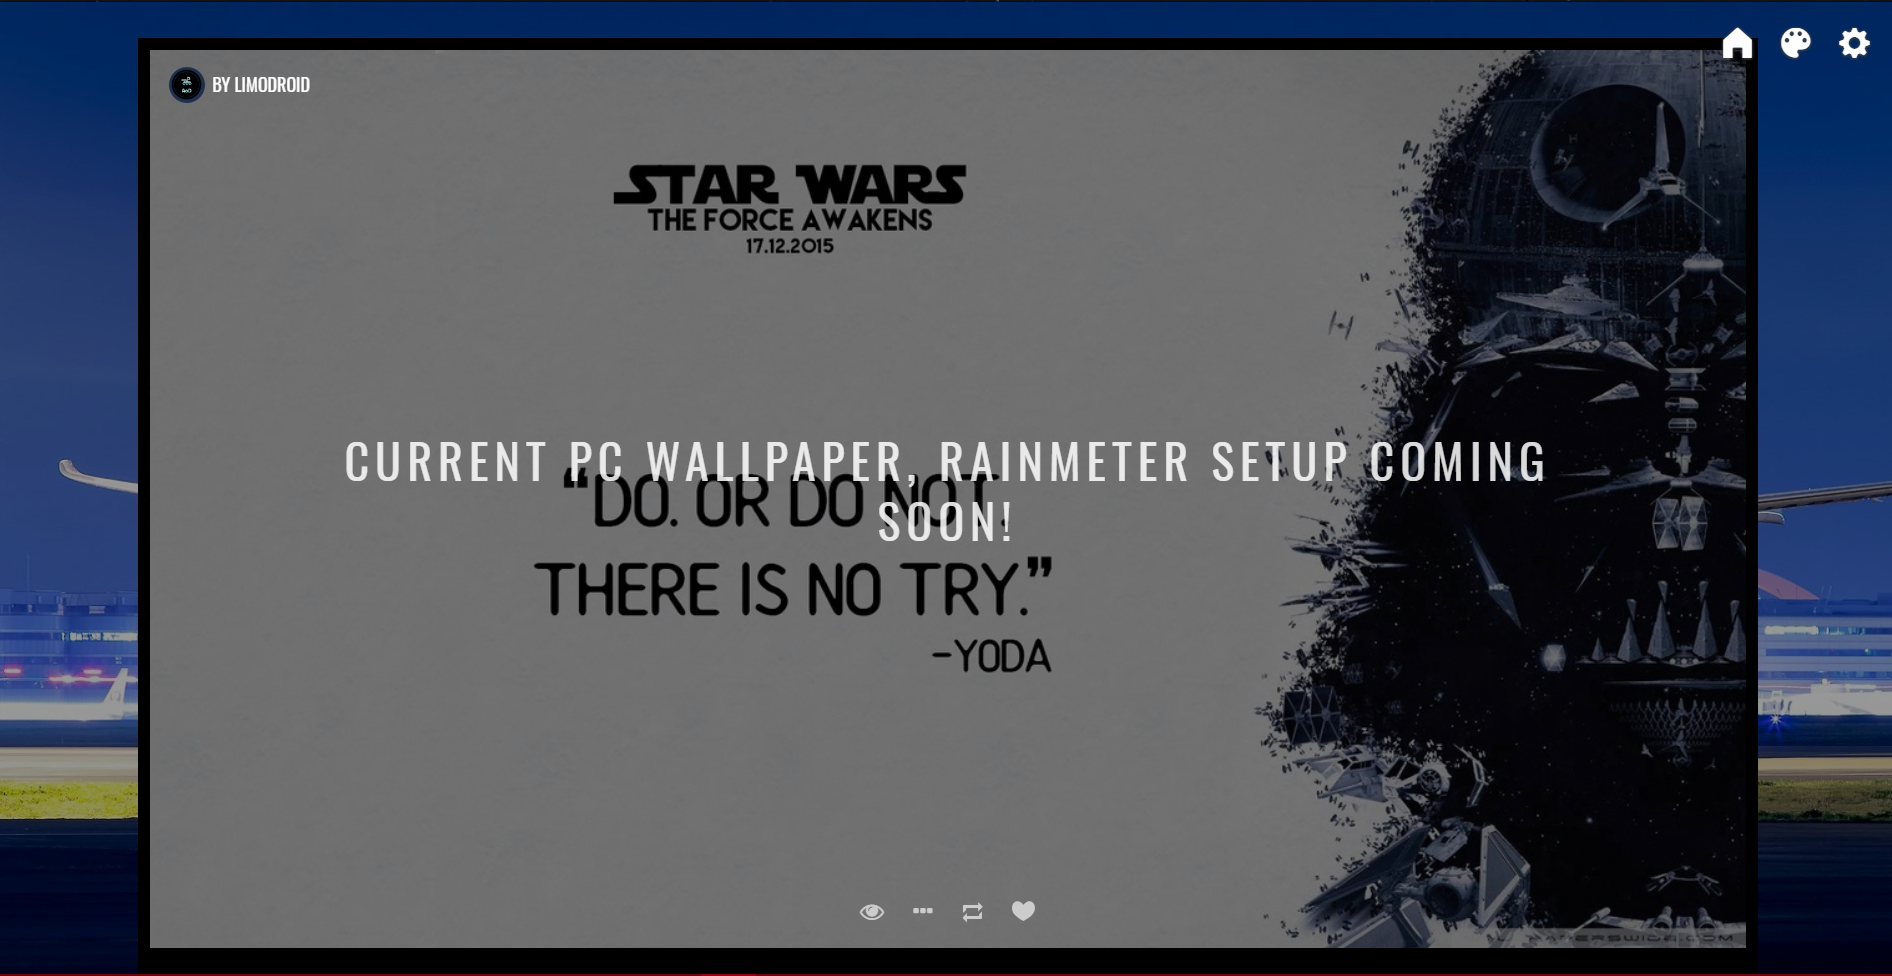 BY LIMODROID
STAR WARS
THE FORCE AWAKENS
17.12.2015
CURRENT PC WALLPAPER, RAINMETER SETUP COMING
SOON!
“DO. OR DO NOT.
THERE IS NO TRY.”
-YODA